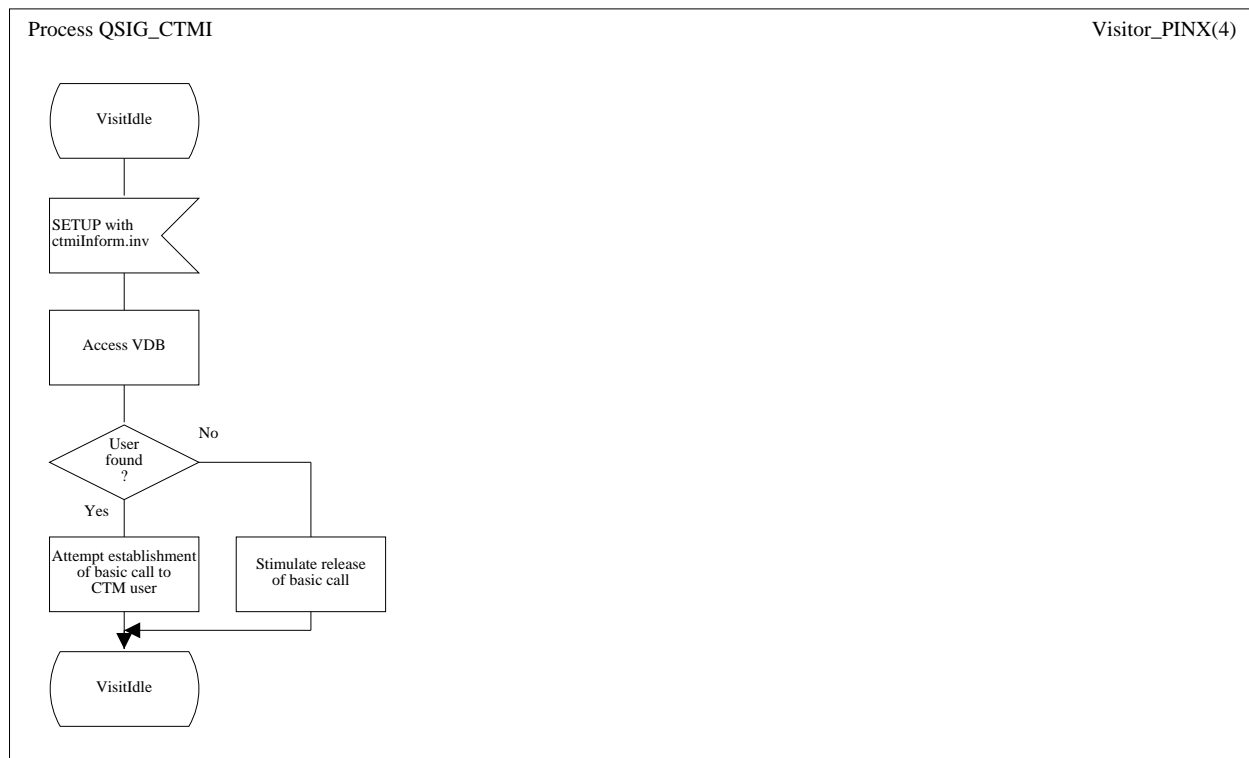 Process QSIG_CTMI
Visitor_PINX(4)
VisitIdle
SETUP with
ctmiInform.inv
Access VDB
User
found
?
No
Yes
Attempt establishment
of basic call to
CTM user
Stimulate release
of basic call
VisitIdle